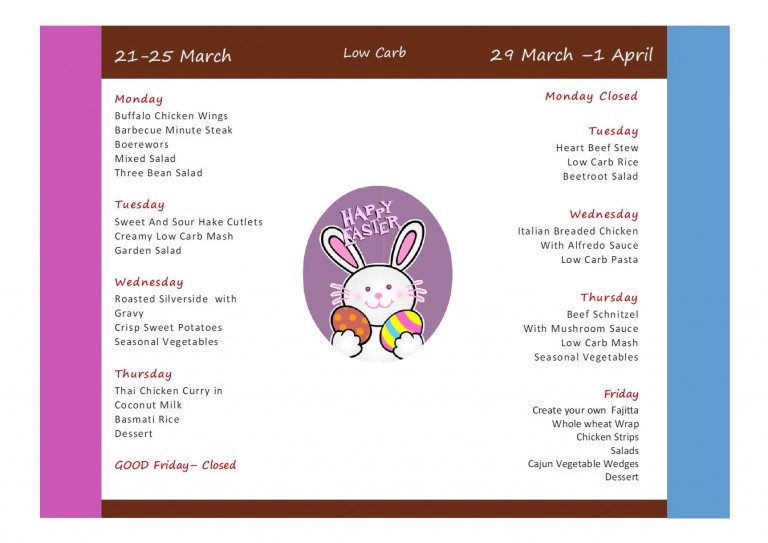 21-25 March
Low Carb
29 March –1 April
Monday
Buffalo Chicken Wings
Barbecue Minute Steak
Boerewors
Mixed Salad
Three Bean Salad
Tuesday
Sweet And Sour Hake Cutlets
Creamy Low Carb Mash
Garden Salad
Wednesday
Roasted Silverside with
Gravy
Crisp Sweet Potatoes
Seasonal Vegetables
Thursday
Thai Chicken Curry in
Coconut Milk
Basmati Rice
Dessert
GOOD Friday– Closed
HAPPY
EASTER
Monday Closed
Tuesday
Heart Beef Stew
Low Carb Rice
Beetroot Salad
Wednesday
Italian Breaded Chicken
With Alfredo Sauce
Low Carb Pasta
Thursday
Beef Schnitzel
With Mushroom Sauce
Low Carb Mash
Seasonal Vegetables
Friday
Create your own Fajitta
Whole wheat Wrap
Chicken Strips
Salads
Cajun Vegetable Wedges
Dessert